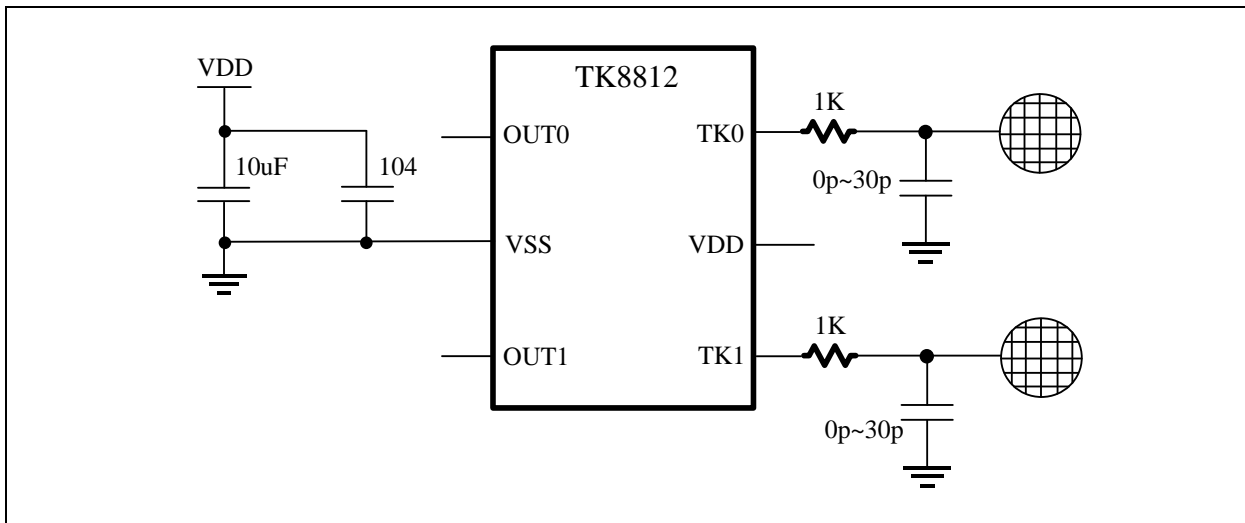 TK8812
VDD
10uF
104
OUT0
VSS
OUT1
TK0
VDD
TK1
1K
0p~30p
1K
0p~30p